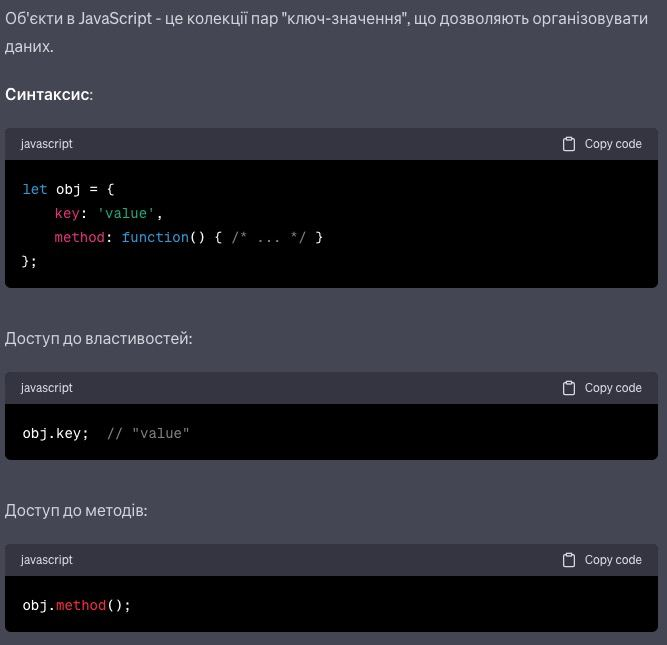 Об'єкти в JavaScript - це колекції пар "ключ-значення", що дозволяють організовувати
даних.
Синтаксис:
javascript Copy code
let obj = {
    key: 'value',
    method: function() { /* ... */ }
};
Доступ до властивостей:
javascript Copy code
obj.key;  // "value"
Доступ до методів:
javascript Copy code
obj.method();